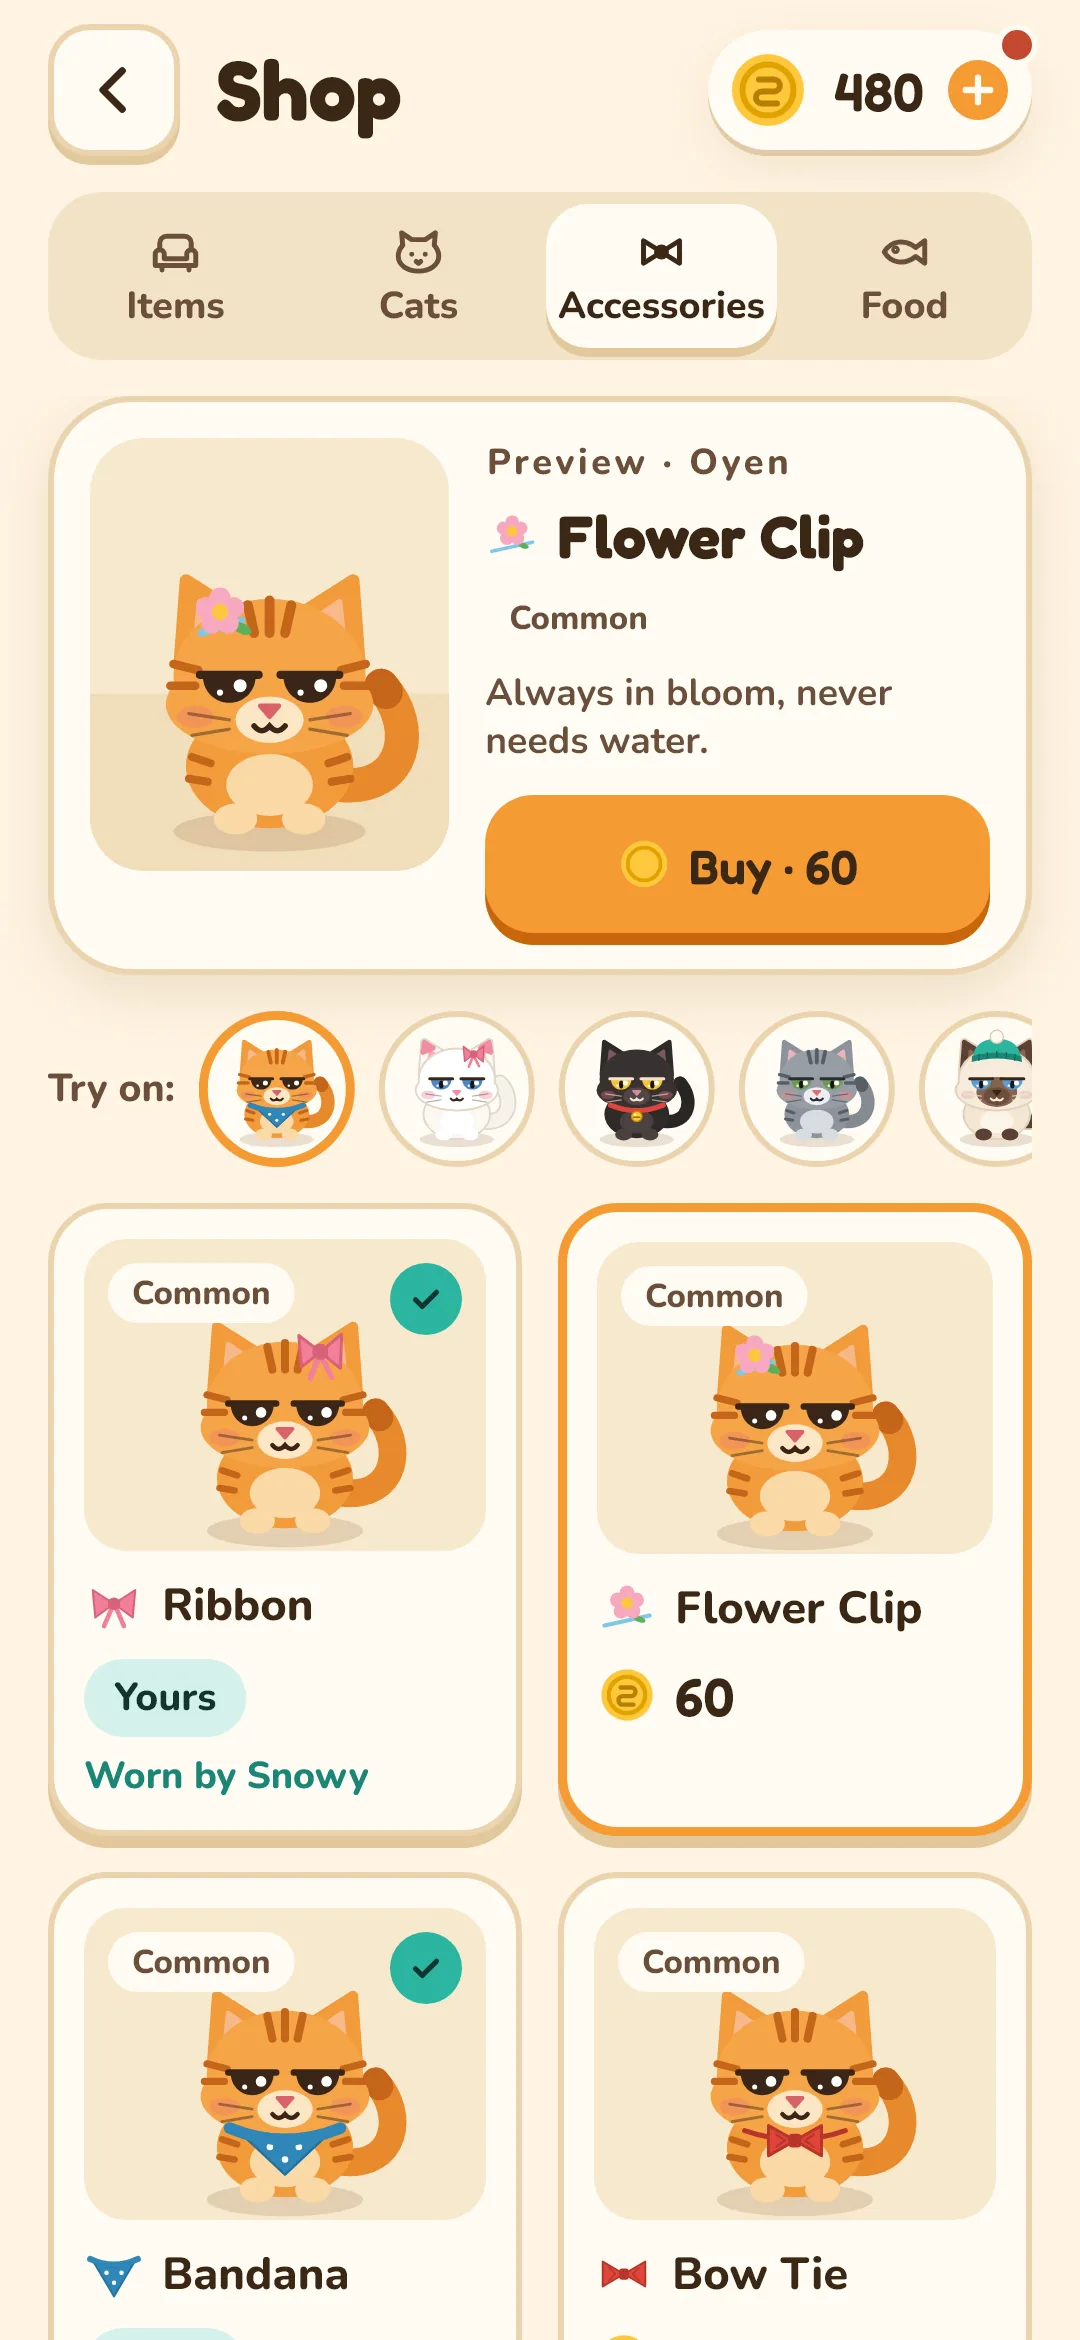 Shop
480
Items
Cats
Accessories
Food
Preview · Oyen
Flower Clip
Common
Always in bloom, never
needs water.
Buy · 60
Try on:
Common
Common
Ribbon
Flower Clip
Yours
60
Worn by Snowy
Common
Common
Bandana
Bow Tie